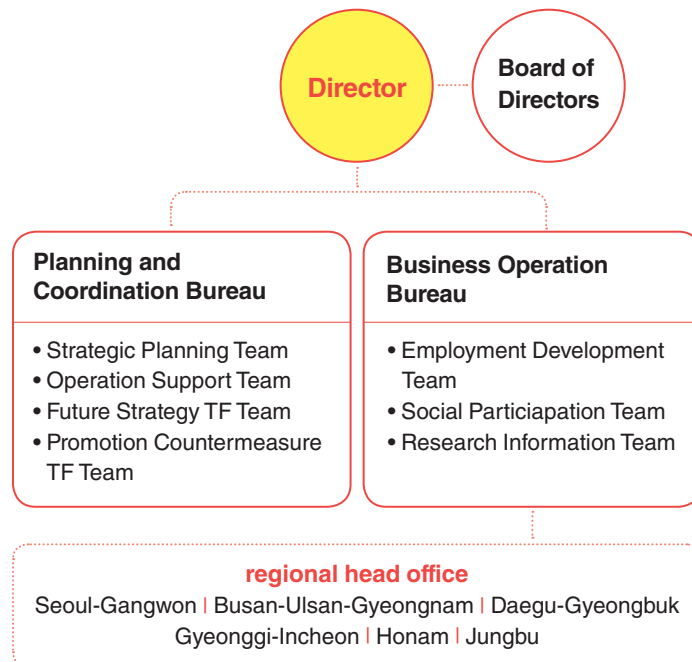 Director
Board of
Directors
Planning and
Coordination Bureau
• Strategic Planning Team
• Operation Support Team
• Future Strategy TF Team
• Promotion Countermeasure
TF Team
Business Operation
Bureau
• Employment Development
Team
• Social Particiapation Team
• Research Information Team
regional head office
Seoul-Gangwon | Busan-Ulsan-Gyeongnam | Daegu-Gyeongbuk
Gyeonggi-Incheon | Honam | Jungbu